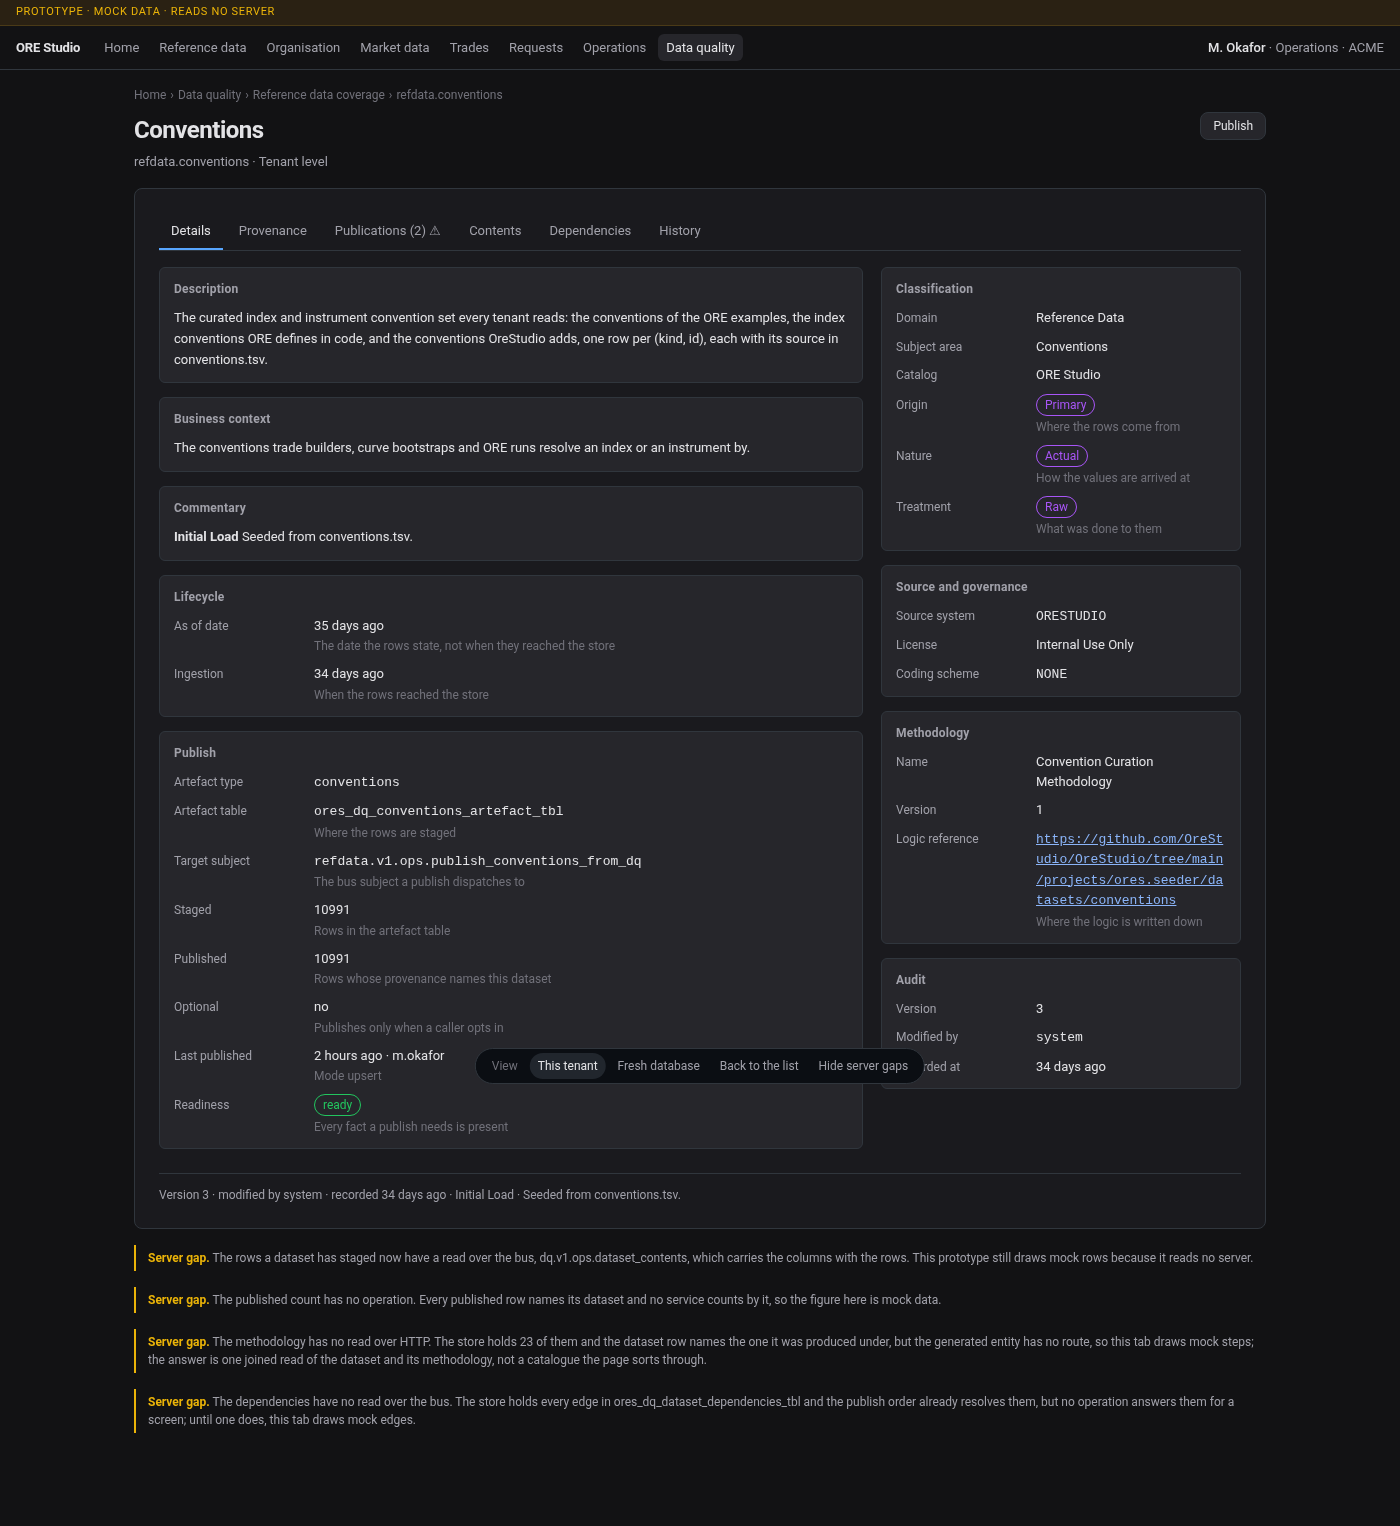 PROTOTYPE · MOCK DATA · READS NO SERVER
ORE Studio Home Reference data Organisation Market data Trades Requests Operations Data quality M. Okafor · Operations · ACME
Home › Data quality › Reference data coverage › refdata.conventions
Conventions
Publish
refdata.conventions · Tenant level
Details Provenance Publications (2) ⚠ Contents Dependencies History
Description
The curated index and instrument convention set every tenant reads: the conventions of the ORE examples, the index
conventions ORE defines in code, and the conventions OreStudio adds, one row per (kind, id), each with its source in
conventions.tsv.
Business context
The conventions trade builders, curve bootstraps and ORE runs resolve an index or an instrument by.
Commentary
Initial Load Seeded from conventions.tsv.
Lifecycle
As of date 35 days ago
The date the rows state, not when they reached the store
Ingestion 34 days ago
When the rows reached the store
Publish
Artefact type conventions
Artefact table ores_dq_conventions_artefact_tbl
Where the rows are staged
Target subject refdata.v1.ops.publish_conventions_from_dq
The bus subject a publish dispatches to
Staged 10991
Rows in the artefact table
Published 10991
Rows whose provenance names this dataset
Optional no
Publishes only when a caller opts in
Last published 2 hours ago · m.okafor
Mode upsert
Readiness ready
Every fact a publish needs is present
Classification
Domain Reference Data
Subject area Conventions
Catalog ORE Studio
Origin Primary
Where the rows come from
Nature Actual
How the values are arrived at
Treatment Raw
What was done to them
Source and governance
Source system ORESTUDIO
License Internal Use Only
Coding scheme NONE
Methodology
Name Convention Curation
Methodology
Version 1
Logic reference https://github.com/OreSt
udio/OreStudio/tree/main
/projects/ores.seeder/da
tasets/conventions
Where the logic is written down
Audit
Version 3
Modified by system
rded at 34 days ago
View This tenant Fresh database Back to the list Hide server gaps
Version 3 · modified by system · recorded 34 days ago · Initial Load · Seeded from conventions.tsv.
Server gap. The rows a dataset has staged now have a read over the bus, dq.v1.ops.dataset_contents, which carries the columns with the rows. This prototype still draws mock rows because it reads no server.
Server gap. The published count has no operation. Every published row names its dataset and no service counts by it, so the figure here is mock data.
Server gap. The methodology has no read over HTTP. The store holds 23 of them and the dataset row names the one it was produced under, but the generated entity has no route, so this tab draws mock steps;
the answer is one joined read of the dataset and its methodology, not a catalogue the page sorts through.
Server gap. The dependencies have no read over the bus. The store holds every edge in ores_dq_dataset_dependencies_tbl and the publish order already resolves them, but no operation answers them for a
screen; until one does, this tab draws mock edges.